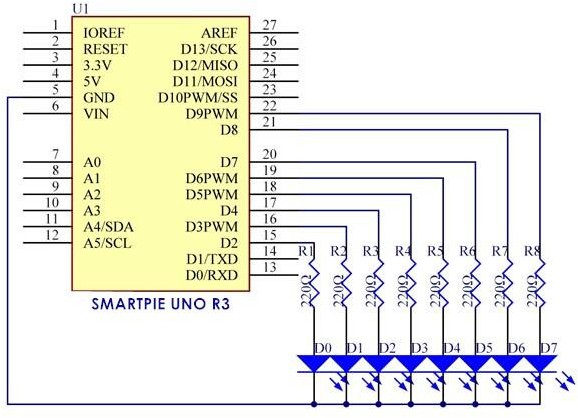 U1
1 IOREF AREF 27
2 RESET D13/SCK 26
3 3.3V D12/MISO 25
4 5V D11/MOSI 24
5 GND D10PWM/SS 23
6 VIN D9PWM 22
D8 21
7 A0 D7 20
8 A1 D6PWM 19
9 A2 D5PWM 18
10 A3 D4 17
11 A4/SDA D3PWM 16
12 A5/SCL D2 15
D1/TXD 14
D0/RXD 13
SMARTPIE UNO R3
R1 R2 R3 R4 R5 R6 R7 R8
220Ω 220Ω 220Ω 220Ω 220Ω 220Ω 220Ω 220Ω
D0 D1 D2 D3 D4 D5 D6 D7